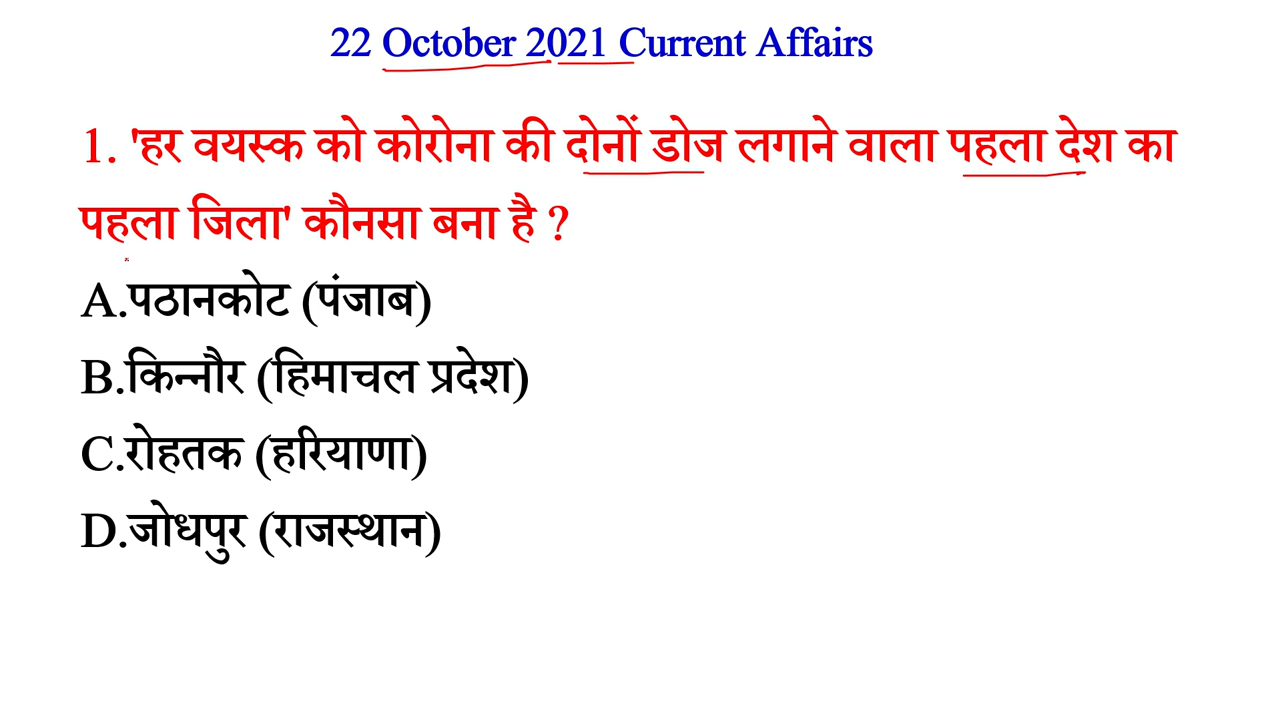 22 October 2021 Current Affairs
1. 'हर वयस्क को कोरोना की दोनों डोज लगाने वाला पहला देश का
पहला जिला' कौनसा बना है ?
A.पठानकोट (पंजाब)
B.किन्नौर (हिमाचल प्रदेश)
C.रोहतक (हरियाणा)
D.जोधपुर (राजस्थान)